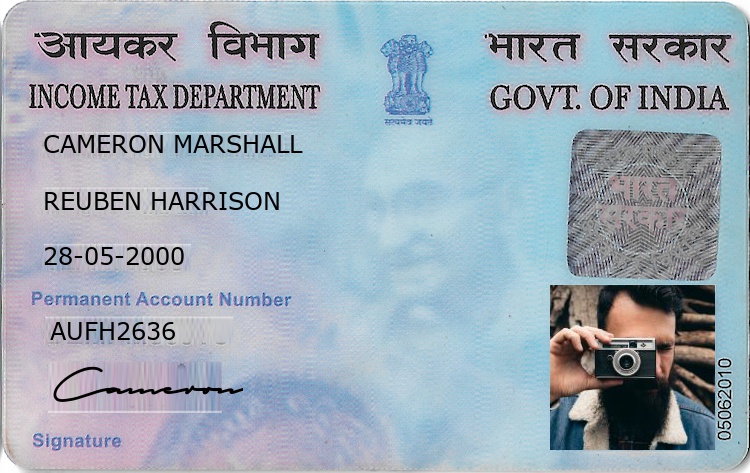 आयकर विभाग
भारत सरकार
INCOME TAX DEPARTMENT
GOVT. OF INDIA
सत्यमेव जयते
CAMERON MARSHALL
भारत
सरकार
REUBEN HARRISON
28-05-2000
Permanent Account Number
AUFH2636
Cameron
05062010
Signature